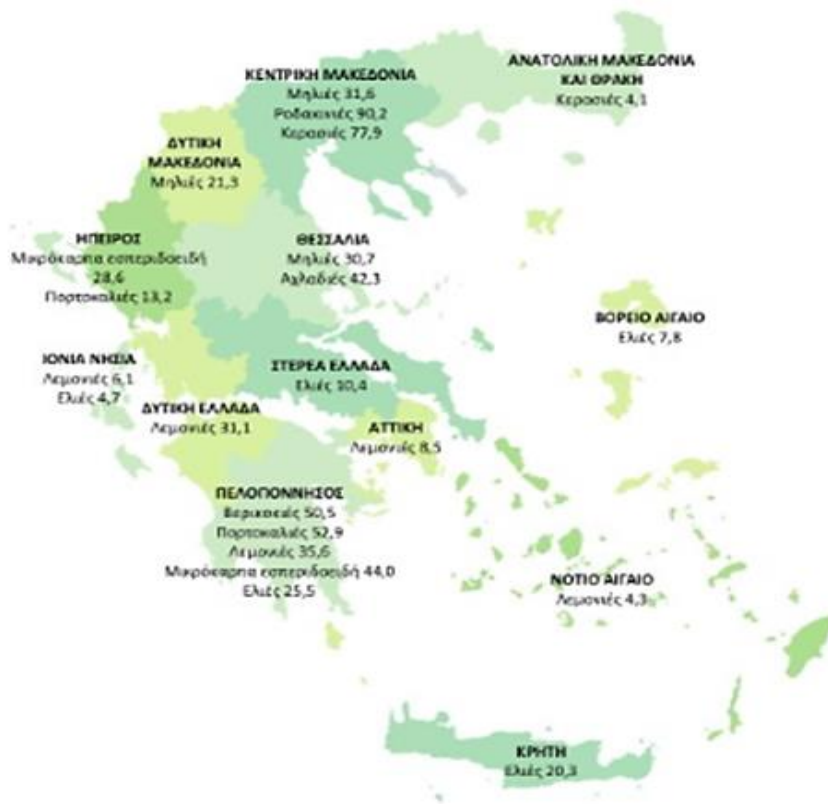 ΚΕΝΤΡΙΚΗ ΜΑΚΕΔΟΝΙΑ
Μηλιές 31,6
Ροδακινιές 90,2
Κερασιές 77,9
ΑΝΑΤΟΛΙΚΗ ΜΑΚΕΔΟΝΙΑ
ΚΑΙ ΘΡΑΚΗ
Κερασιές 4,1
ΔΥΤΙΚΗ
ΜΑΚΕΔΟΝΙΑ
Μηλιές 21,3
ΗΠΕΙΡΟΣ
Μικρόκαρπα εσπεριδοειδή
28,6
Πορτοκαλιές 13,2
ΘΕΣΣΑΛΙΑ
Μηλιές 30,7
Αχλαδιές 42,3
ΒΟΡΕΙΟ ΑΙΓΑΙΟ
Ελιές 7,8
ΙΟΝΙΑ ΝΗΣΙΑ
Λεμονιές 6,1
Ελιές 4,7
ΣΤΕΡΕΑ ΕΛΛΑΔΑ
Ελιές 10,4
ΔΥΤΙΚΗ ΕΛΛΑΔΑ
Λεμονιές 31,1
ΑΤΤΙΚΗ
Λεμονιές 8,5
ΠΕΛΟΠΟΝΝΗΣΟΣ
Βερικοκιές 50,5
Πορτοκαλιές 52,9
Λεμονιές 35,6
Μικρόκαρπα εσπεριδοειδή 44,0
Ελιές 25,5
ΝΟΤΙΟ ΑΙΓΑΙΟ
Λεμονιές 4,3
ΚΡΗΤΗ
Ελιές 20,3